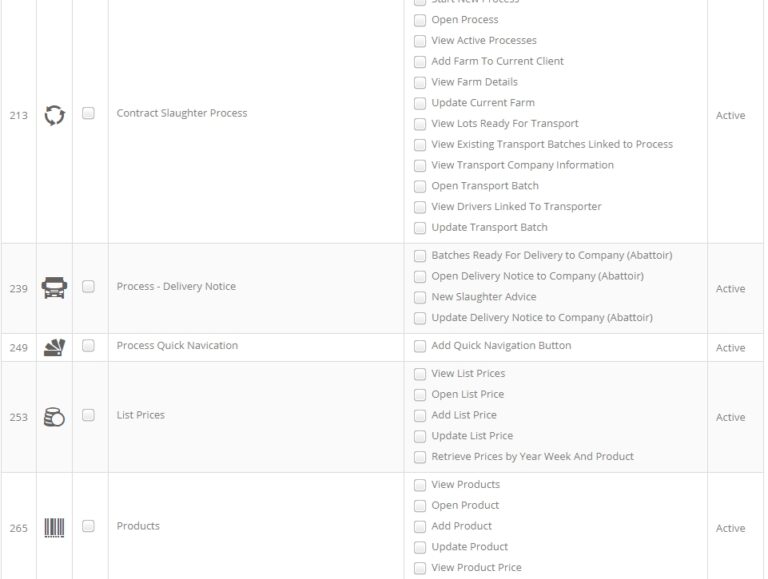 Start New Process
Open Process
View Active Processes
Add Farm To Current Client
View Farm Details
Update Current Farm
213 Contract Slaughter Process Active
View Lots Ready For Transport
View Existing Transport Batches Linked to Process
View Transport Company Information
Open Transport Batch
View Drivers Linked To Transporter
Update Transport Batch
Batches Ready For Delivery to Company (Abattoir)
Open Delivery Notice to Company (Abattoir)
239 Process - Delivery Notice Active
New Slaughter Advice
Update Delivery Notice to Company (Abattoir)
249 Process Quick Navication Add Quick Navigation Button Active
View List Prices
Open List Price
253 List Prices Add List Price Active
Update List Price
Retrieve Prices by Year Week And Product
View Products
Open Product
265 Products Add Product Active
Update Product
View Product Price